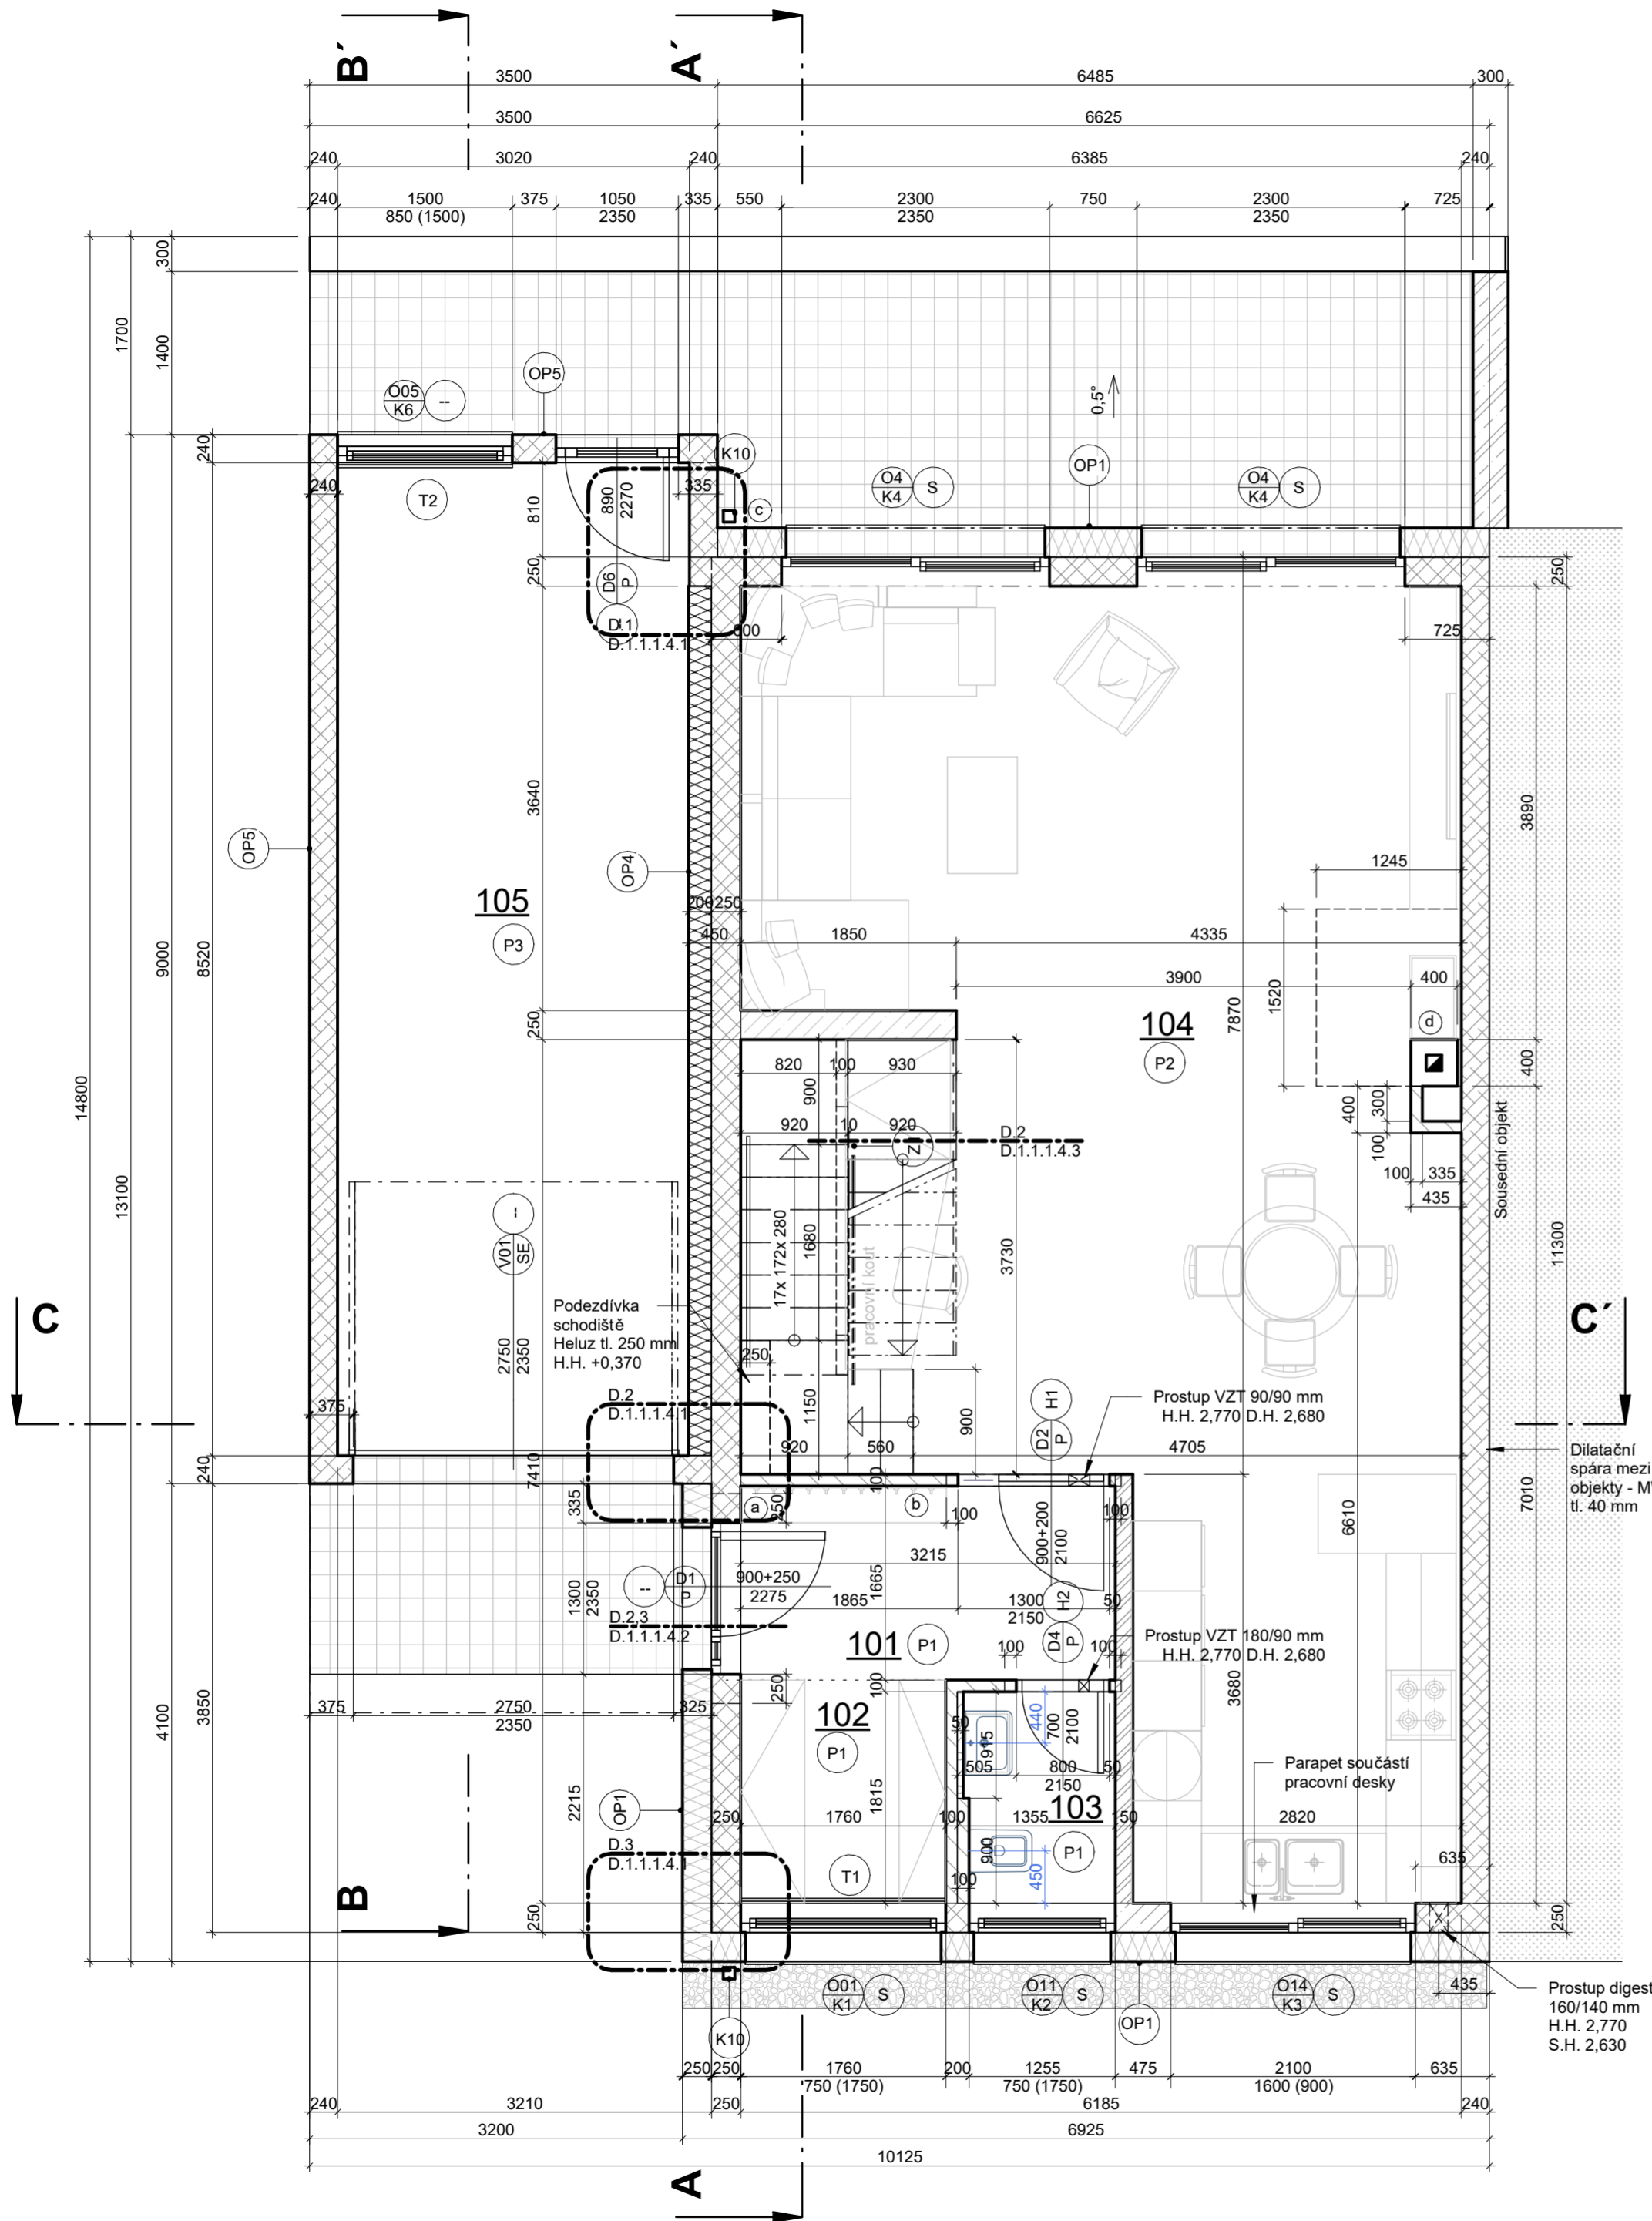 B´
A´
3500
6485
300
3500
6625
240
3020
240
6385
240
240
1500
850 (1500)
375
1050
2350
335
550
2300
2350
750
2300
2350
725
300
1700
1400
O05
K6
--
OP5
0,5°
240
240
T2
810
890
2270
335
K10
c
O4
K4
S
OP1
O4
K4
S
250
D6
P
D.1
D.1.1.1.4.1
250
725
3640
3890
OP5
OP4
1245
105
P3
200
250
450
1850
4335
9000
8520
3900
400
1520
250
104
P2
7870
d
14800
820
100
930
900
400
400
300
920
10
920
D.2
D.1.1.1.4.3
100
Sousední objekt
13100
100
335
435
V01
SE
17x 172x 280
1680
pracovní kout
3730
11300
C
C´
Podezdívka
schodiště
Heluz tl. 250 mm
H.H. +0,370
2750
2350
250
D.2
D.1.1.1.4.1
375
1150
900
H1
D2
P
Prostup VZT 90/90 mm
H.H. 2,770 D.H. 2,680
920
560
4705
Dilatační
spára mezi
objekty
tl. 40 mm
240
7410
335
100
a
250
b
100
900+200
2100
100
6610
7010
3215
--
D1
P
900+250
2275
1665
1300
2350
1865
1300
2150
H2
50
D.2,3
D.1.1.1.4.2
101
P1
D4
P
100
100
Prostup VZT 180/90 mm
H.H. 2,770 D.H. 2,680
4100
3850
250
100
3680
375
2750
2350
325
102
P1
50
915
440
700
2100
505
800
2150
50
Parapet součástí
pracovní desky
2215
OP1
1815
103
250
1760
100
1355
150
2820
D.3
D.1.1.1.4.1
900
P1
T1
100
450
635
B
250
250
X
O01
K1
S
O11
K2
S
O14
K3
S
435
Prostup
160/140 mm
H.H. 2,770
S.H. 2,630
K10
OP1
250
250
1760
750 (1750)
200
1255
750 (1750)
475
2100
1600 (900)
635
240
3210
250
6185
240
3200
6925
10125
A